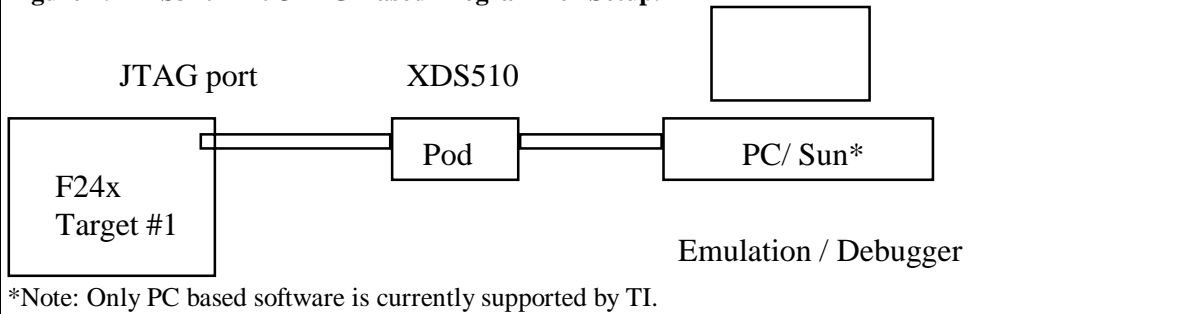 JTAG port
XDS510
Pod
PC/ Sun*
F24x
Target #1
Emulation / Debugger
*Note: Only PC based software is currently supported by TI.